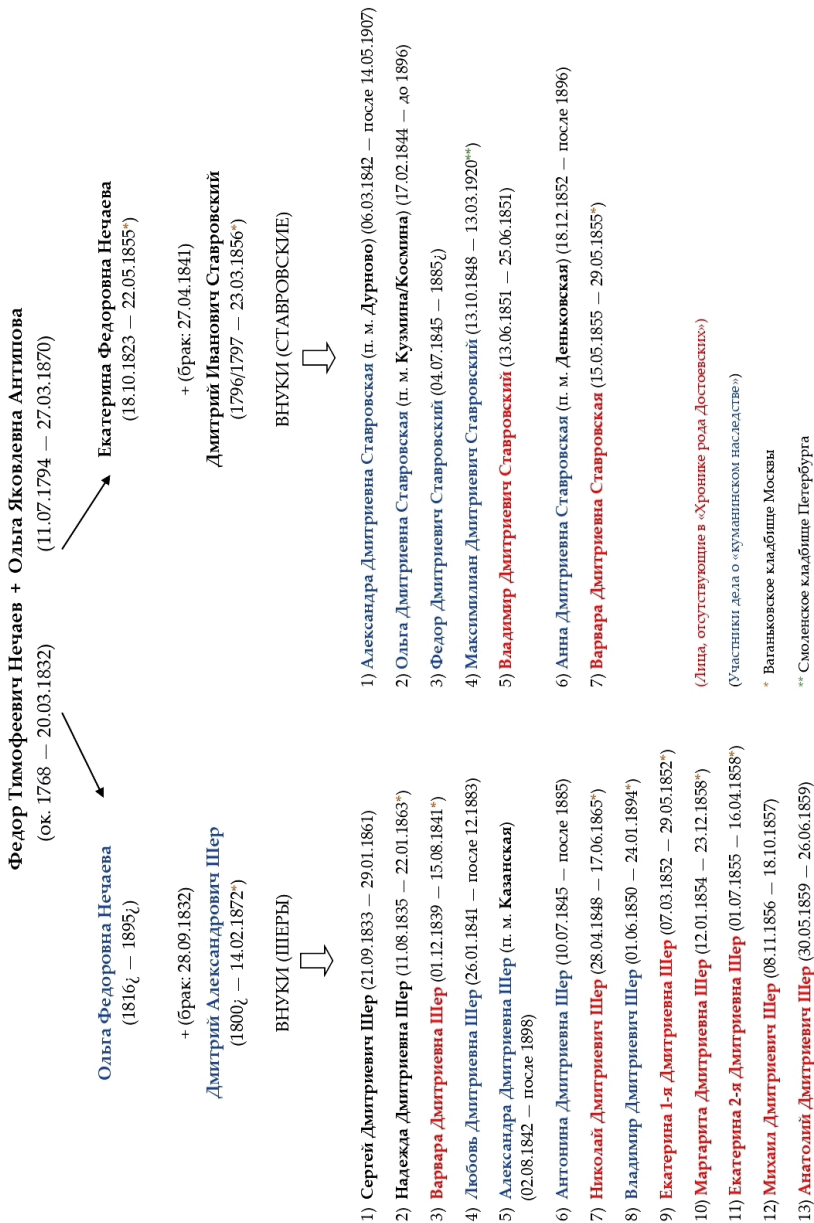 Федор Тимофеевич Нечаев + Ольга Яковлевна Антипова
(ок. 1768 — 20.03.1832) (11.07.1794 — 27.03.1870)
Ольга Федоровна Нечаева
(1816¿ — 1895¿)
+ (брак: 28.09.1832)
Дмитрий Александрович Шер
(1800¿ — 14.02.1872*)
ВНУКИ (ШЕРЫ)
1) Сергей Дмитриевич Шер (21.09.1833 — 29.01.1861)
2) Надежда Дмитриевна Шер (11.08.1835 — 22.01.1863*)
3) Варвара Дмитриевна Шер (01.12.1839 — 15.08.1841*)
4) Любовь Дмитриевна Шер (26.01.1841 — после 12.1883)
5) Александра Дмитриевна Шер (п. м. Казанская)
(02.08.1842 — после 1898)
6) Антонина Дмитриевна Шер (10.07.1845 — после 1885)
7) Николай Дмитриевич Шер (28.04.1848 — 17.06.1865*)
8) Владимир Дмитриевич Шер (01.06.1850 — 24.01.1894*)
9) Екатерина 1-я Дмитриевна Шер (07.03.1852 — 29.05.1852*)
10) Маргарита Дмитриевна Шер (12.01.1854 — 23.12.1858*)
11) Екатерина 2-я Дмитриевна Шер (01.07.1855 — 16.04.1858*)
12) Михаил Дмитриевич Шер (08.11.1856 — 18.10.1857)
13) Анатолий Дмитриевич Шер (30.05.1859 — 26.06.1859)
Екатерина Федоровна Нечаева
(18.10.1823 — 22.05.1855*)
+ (брак: 27.04.1841)
Дмитрий Иванович Ставровский
(1796/1797 — 23.03.1856*)
ВНУКИ (СТАВРОВСКИЕ)
1) Александра Дмитриевна Ставровская (п. м. Дурново) (06.03.1842 — после 14.05.1907)
2) Ольга Дмитриевна Ставровская (п. м. Кузмина/Космина) (17.02.1844 — до 1896)
3) Федор Дмитриевич Ставровский (04.07.1845 — 1885¿)
4) Максимилиан Дмитриевич Ставровский (13.10.1848 — 13.03.1920**)
5) Владимир Дмитриевич Ставровский (13.06.1851 — 25.06.1851)
6) Анна Дмитриевна Ставровская (п. м. Деньковская) (18.12.1852 — после 1896)
7) Варвара Дмитриевна Ставровская (15.05.1855 — 29.05.1855*)
(Лица, отсутствующие в «Хронике рода Достоевских»)
(Участники дела о «куманинском наследстве»)
* Ваганьковское кладбище Москвы
** Смоленское кладбище Петербурга